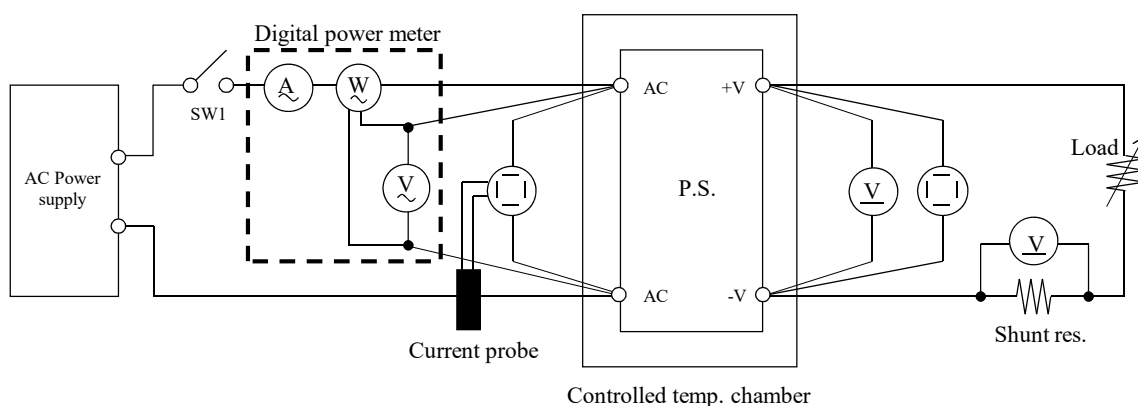 Digital power meter
A
W
SW1
AC
+V
Load
AC Power
supply
V
P.S.
V
V
AC
-V
Shunt res.
Current probe
Controlled temp. chamber